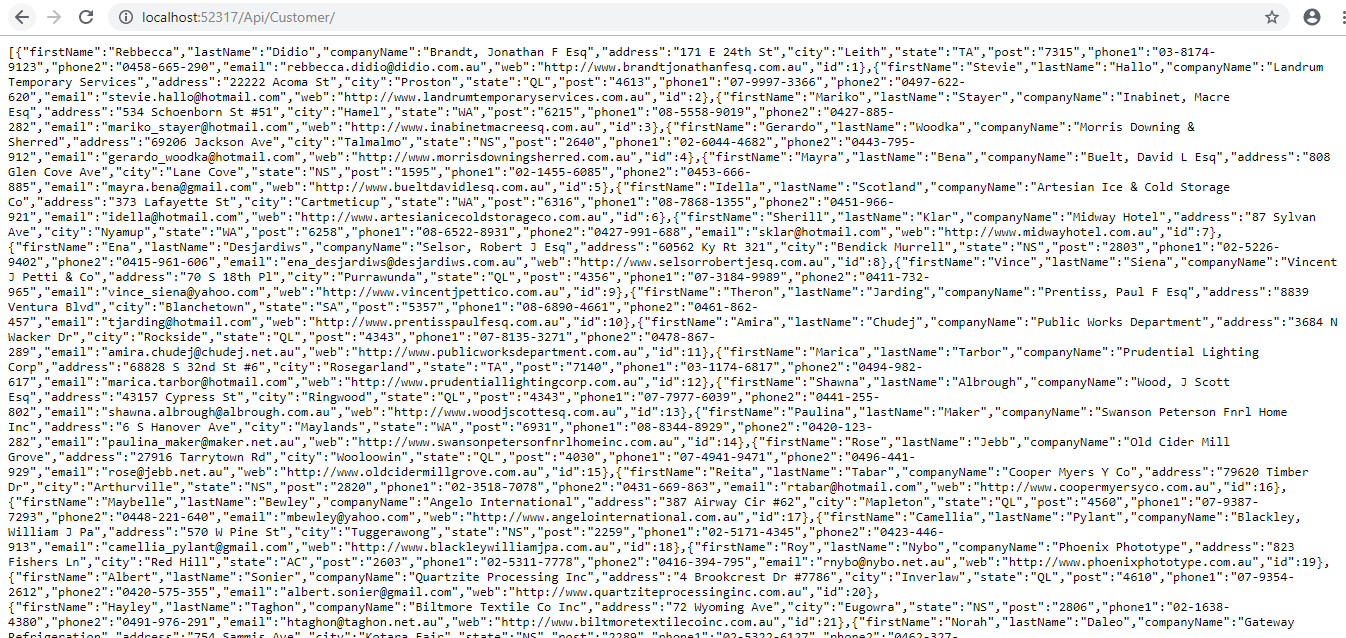 localhost:52317/Api/Customer/
[{"firstName":"Rebbecca","lastName":"Didio","companyName":"Brandt, Jonathan F Esq","address":"171 E 24th St","city":"Leith","state":"TA","post":"7315","phone1":"03-8174-
9123","phone2":"0458-665-290","email":"rebbecca.didio@didio.com.au","web":"http://www.brandtjonathanfesq.com.au","id":1},{"firstName":"Stevie","lastName":"Hallo","companyName":"Landrum
Temporary Services","address":"22222 Acoma St","city":"Proston","state":"QL","post":"4613","phone1":"07-9997-3366","phone2":"0497-622-
620","email":"stevie.hallo@hotmail.com","web":"http://www.landrumtemporaryservices.com.au","id":2},{"firstName":"Mariko","lastName":"Stayer","companyName":"Inabinet, Macre
Esq","address":"534 Schoenborn St #51","city":"Hamel","state":"WA","post":"6215","phone1":"08-5558-9019","phone2":"0427-885-
282","email":"mariko_stayer@hotmail.com","web":"http://www.inabinetmacreesq.com.au","id":3},{"firstName":"Gerardo","lastName":"Woodka","companyName":"Morris Downing &
Sherred","address":"69206 Jackson Ave","city":"Talmalmo","state":"NS","post":"2640","phone1":"02-6044-4682","phone2":"0443-795-
912","email":"gerardo_woodka@hotmail.com","web":"http://www.morrisdowningsherred.com.au","id":4},{"firstName":"Mayra","lastName":"Bena","companyName":"Buelt, David L Esq","address":"808
Glen Cove Ave","city":"Lane Cove","state":"NS","post":"1595","phone1":"02-1455-6085","phone2":"0453-666-
885","email":"mayra.bena@gmail.com","web":"http://www.bueltdavidlesq.com.au","id":5},{"firstName":"Idella","lastName":"Scotland","companyName":"Artesian Ice & Cold Storage
Co","address":"373 Lafayette St","city":"Cartmeticup","state":"WA","post":"6316","phone1":"08-7868-1355","phone2":"0451-966-
921","email":"idella@hotmail.com","web":"http://www.artesianicecoldstorageco.com.au","id":6},{"firstName":"Sherill","lastName":"Klar","companyName":"Midway Hotel","address":"87 Sylvan
Ave","city":"Nyamup","state":"WA","post":"6258","phone1":"08-6522-8931","phone2":"0427-991-688","email":"sklar@hotmail.com","web":"http://www.midwayhotel.com.au","id":7},
{"firstName":"Ena","lastName":"Desjardiws","companyName":"Selsor, Robert J Esq","address":"60562 Ky Rt 321","city":"Bendick Murrell","state":"NS","post":"2803","phone1":"02-5226-
9402","phone2":"0415-961-606","email":"ena_desjardiws@desjardiws.com.au","web":"http://www.selsorrobertjesq.com.au","id":8},{"firstName":"Vince","lastName":"Siena","companyName":"Vincent
J Petti & Co","address":"70 S 18th Pl","city":"Purrawunda","state":"QL","post":"4356","phone1":"07-3184-9989","phone2":"0411-732-
965","email":"vince_siena@yahoo.com","web":"http://www.vincentjpettico.com.au","id":9},{"firstName":"Theron","lastName":"Jarding","companyName":"Prentiss, Paul F Esq","address":"8839
Ventura Blvd","city":"Blanchetown","state":"SA","post":"5357","phone1":"08-6890-4661","phone2":"0461-862-
457","email":"tjarding@hotmail.com","web":"http://www.prentisspaulfesq.com.au","id":10},{"firstName":"Amira","lastName":"Chudej","companyName":"Public Works Department","address":"3684 N
Wacker Dr","city":"Rockside","state":"QL","post":"4343","phone1":"07-8135-3271","phone2":"0478-867-
289","email":"amira.chudej@chudej.net.au","web":"http://www.publicworksdepartment.com.au","id":11},{"firstName":"Marica","lastName":"Tarbor","companyName":"Prudential Lighting
Corp","address":"68828 S 32nd St #6","city":"Rosegarland","state":"TA","post":"7140","phone1":"03-1174-6817","phone2":"0494-982-
617","email":"marica.tarbor@hotmail.com","web":"http://www.prudentiallightingcorp.com.au","id":12},{"firstName":"Shawna","lastName":"Albrough","companyName":"Wood, J Scott
Esq","address":"43157 Cypress St","city":"Ringwood","state":"QL","post":"4343","phone1":"07-7977-6039","phone2":"0441-255-
802","email":"shawna.albrough@albrough.com.au","web":"http://www.woodjscottesq.com.au","id":13},{"firstName":"Paulina","lastName":"Maker","companyName":"Swanson Peterson Fnrl Home
Inc","address":"6 S Hanover Ave","city":"Maylands","state":"WA","post":"6931","phone1":"08-8344-8929","phone2":"0420-123-
282","email":"paulina_maker@maker.net.au","web":"http://www.swansonpetersonfnrlhomeinc.com.au","id":14},{"firstName":"Rose","lastName":"Jebb","companyName":"Old Cider Mill
Grove","address":"27916 Tarrytown Rd","city":"Wooloowin","state":"QL","post":"4030","phone1":"07-4941-9471","phone2":"0496-441-
929","email":"rose@jebb.net.au","web":"http://www.oldcidermillgrove.com.au","id":15},{"firstName":"Reita","lastName":"Tabar","companyName":"Cooper Myers Y Co","address":"79620 Timber
Dr","city":"Arthurville","state":"NS","post":"2820","phone1":"02-3518-7078","phone2":"0431-669-863","email":"rtabar@hotmail.com","web":"http://www.coopermyersyco.com.au","id":16},
{"firstName":"Maybelle","lastName":"Bewley","companyName":"Angelo International","address":"387 Airway Cir #62","city":"Mapleton","state":"QL","post":"4560","phone1":"07-9387-
7293","phone2":"0448-221-640","email":"mbewley@yahoo.com","web":"http://www.angelointernational.com.au","id":17},{"firstName":"Camellia","lastName":"Pylant","companyName":"Blackley,
William J Pa","address":"570 W Pine St","city":"Tuggerawong","state":"NS","post":"2259","phone1":"02-5171-4345","phone2":"0423-446-
913","email":"camellia_pylant@gmail.com","web":"http://www.blackleywilliamjpa.com.au","id":18},{"firstName":"Roy","lastName":"Nybo","companyName":"Phoenix Phototype","address":"823
Fishers Ln","city":"Red Hill","state":"AC","post":"2603","phone1":"02-5311-7778","phone2":"0416-394-795","email":"rnybo@nybo.net.au","web":"http://www.phoenixphototype.com.au","id":19},
{"firstName":"Albert","lastName":"Sonier","companyName":"Quartzite Processing Inc","address":"4 Brookcrest Dr #7786","city":"Inverlaw","state":"QL","post":"4610","phone1":"07-9354-
2612","phone2":"0420-575-355","email":"albert.sonier@gmail.com","web":"http://www.quartziteprocessinginc.com.au","id":20},
{"firstName":"Hayley","lastName":"Taghon","companyName":"Biltmore Textile Co Inc","address":"72 Wyoming Ave","city":"Eugowra","state":"NS","post":"2806","phone1":"02-1638-
4380","phone2":"0491-976-291","email":"htaghon@taghon.net.au","web":"http://www.biltmoretextilecoinc.com.au","id":21},{"firstName":"Norah","lastName":"Daleo","companyName":"Gateway
Refrigeration","address":"754 Sammis Ave","city":"Kotara Fair","state":"NS","post":"2289","phone1":"02-5322-6127","phone2":"0462-327-